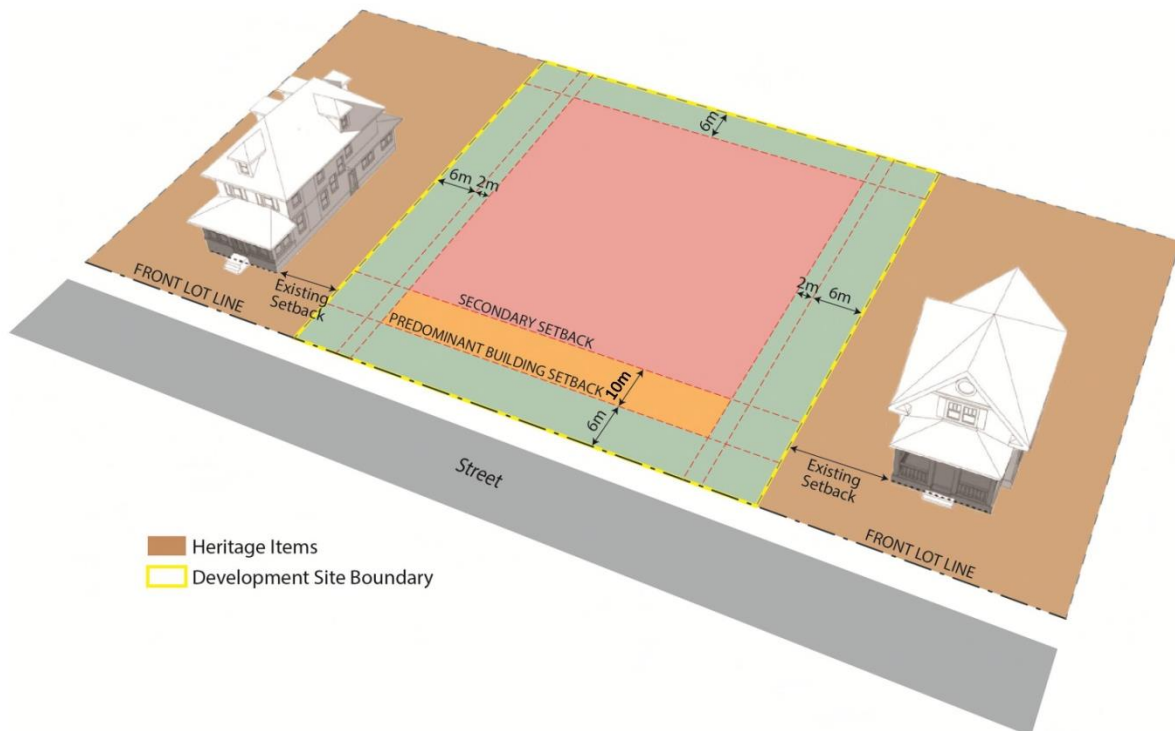 6m
6m
2m
2m
6m
FRONT LOT LINE
Existing
Setback
SECONDARY SETBACK
PREDOMINANT BUILDING SETBACK
10m
6m
Street
Existing
Setback
FRONT LOT LINE
Heritage Items
Development Site Boundary